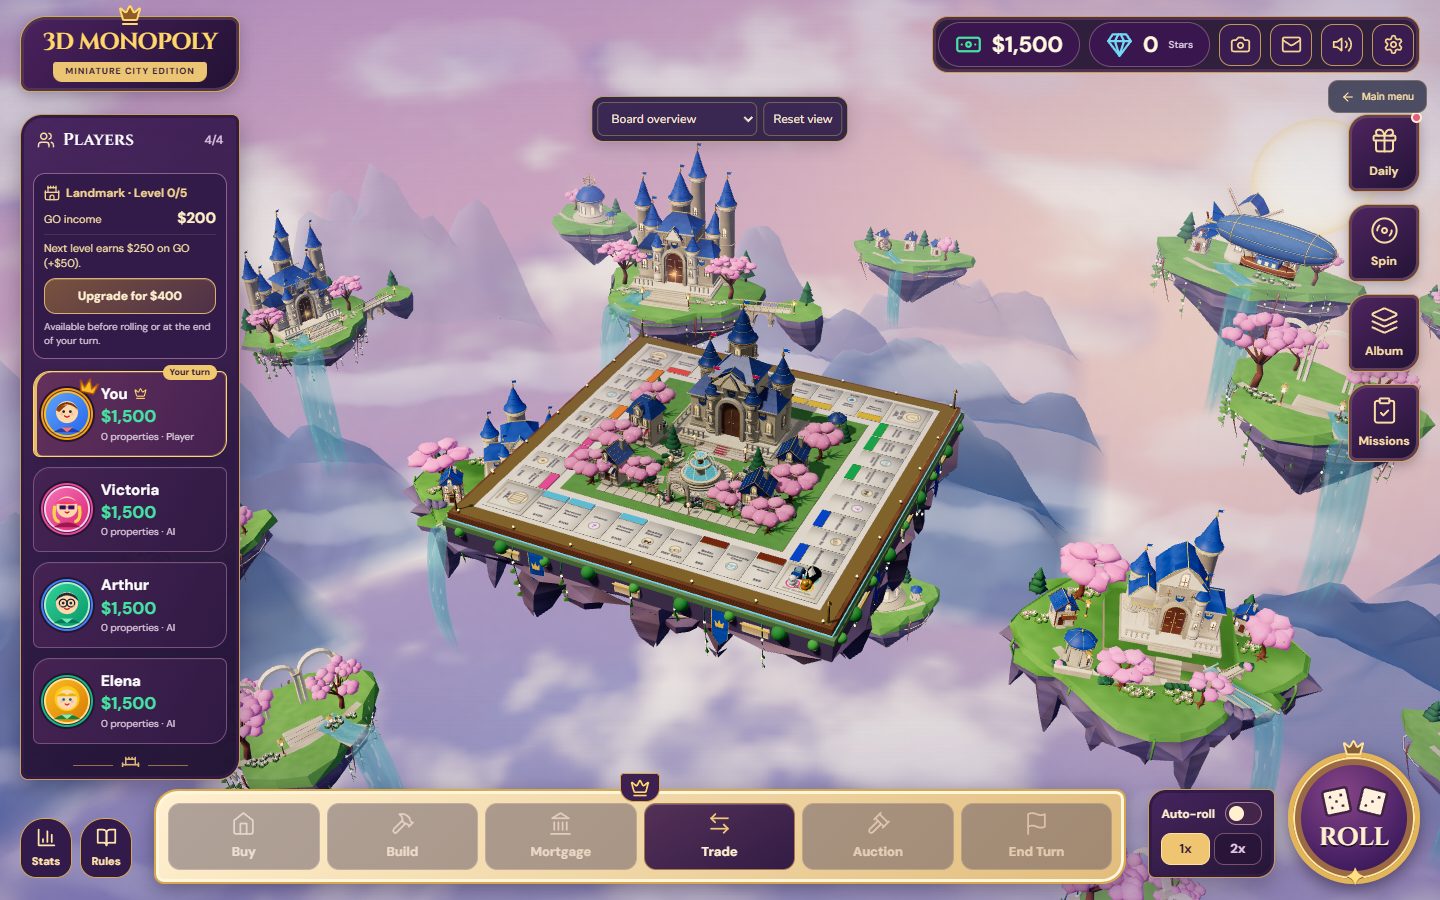 3D MONOPOLY
MINIATURE CITY EDITION
$1,500
0 Stars
Main menu
Board overview
Reset view
Players
4/4
Landmark · Level 0/5
GO income
$200
Next level earns $250 on GO
(+$50).
Upgrade for $400
Available before rolling or at the end
of your turn.
Your turn
You
$1,500
0 properties · Player
Victoria
$1,500
0 properties · AI
Arthur
$1,500
0 properties · AI
Elena
$1,500
0 properties · AI
Daily
Spin
Album
Missions
Stats
Rules
Buy
Build
Mortgage
Trade
Auction
End Turn
Auto-roll
1x
2x
ROLL